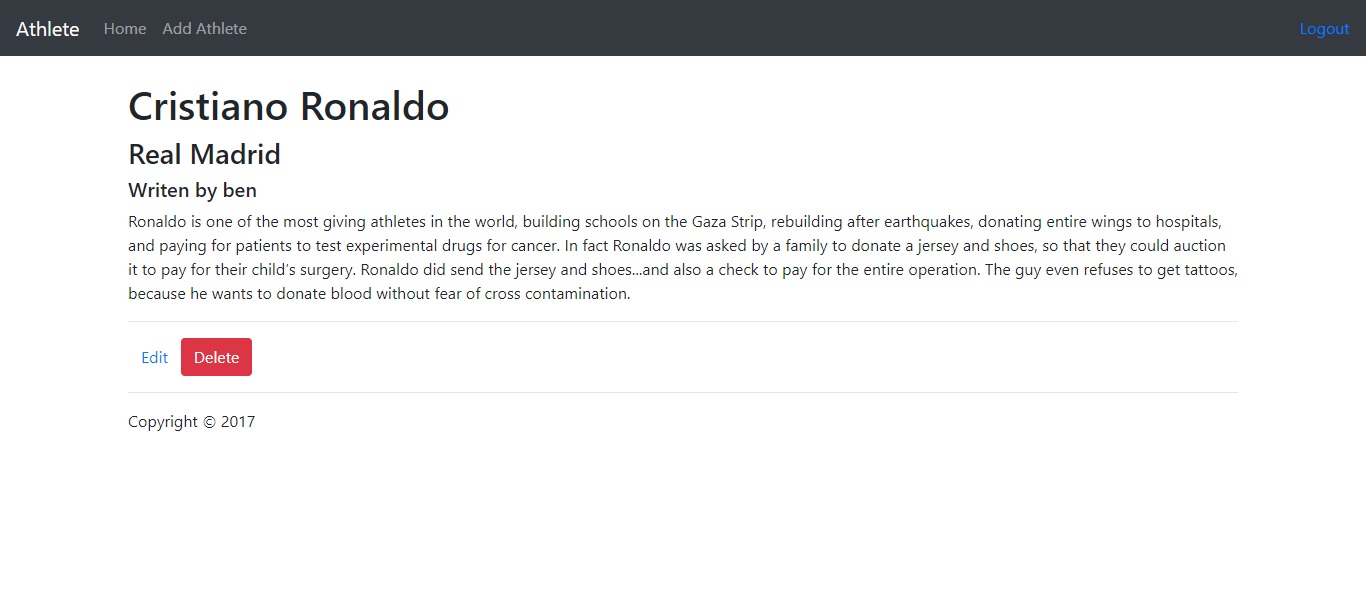 Athlete Home Add Athlete Logout
Cristiano Ronaldo
Real Madrid
Writen by ben
Ronaldo is one of the most giving athletes in the world, building schools on the Gaza Strip, rebuilding after earthquakes, donating entire wings to hospitals,
and paying for patients to test experimental drugs for cancer. In fact Ronaldo was asked by a family to donate a jersey and shoes, so that they could auction
it to pay for their child’s surgery. Ronaldo did send the jersey and shoes...and also a check to pay for the entire operation. The guy even refuses to get tattoos,
because he wants to donate blood without fear of cross contamination.
Edit Delete
Copyright © 2017